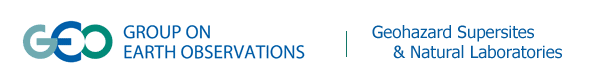 GEO
GROUP ON
EARTH OBSERVATIONS
Geohazard Supersites
& Natural Laboratories